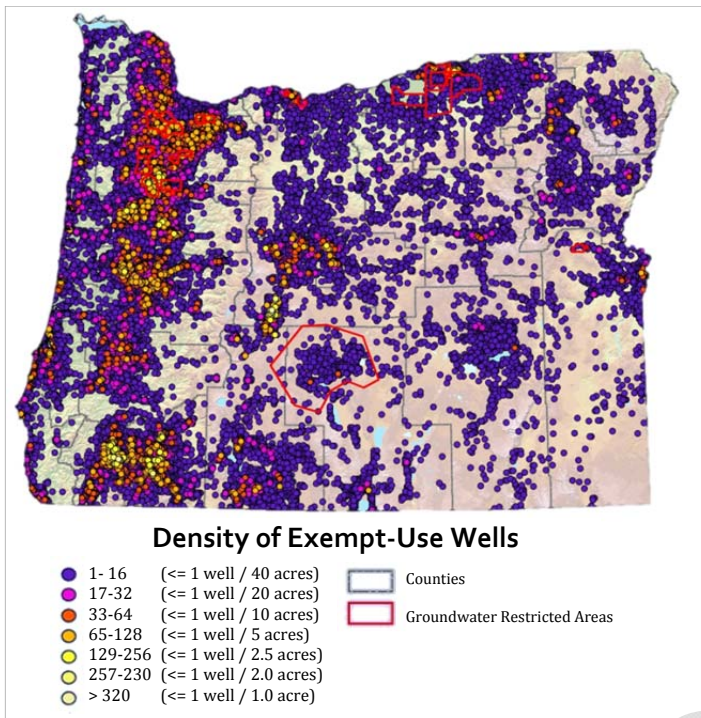 Density of Exempt-Use Wells
1- 16 (<= 1 well / 40 acres)
17-32 (<= 1 well / 20 acres)
33-64 (<= 1 well / 10 acres)
65-128 (<= 1 well / 5 acres)
129-256 (<= 1 well / 2.5 acres)
257-230 (<= 1 well / 2.0 acres)
> 320 (<= 1 well / 1.0 acre)
Counties
Groundwater Restricted Areas